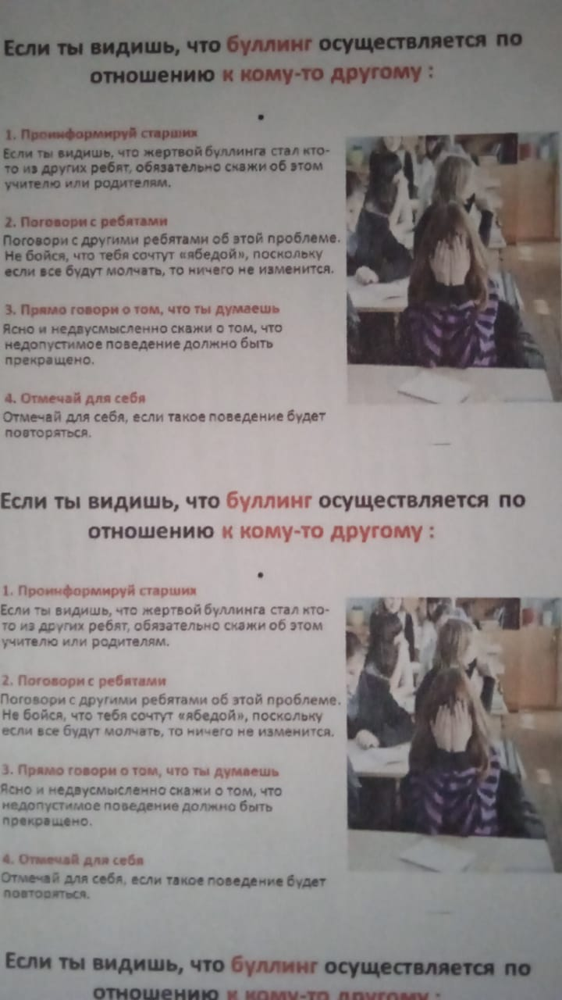 Если ты видишь, что буллинг осуществляется по
отношению к кому-то другому :
•
1. Проинформируй старших
Если ты видишь, что жертвой буллинга стал кто-
то из других ребят, обязательно скажи об этом
учителю или родителям.
2. Поговори с ребятами
Поговори с другими ребятами об этой проблеме.
Не бойся, что тебя сочтут «ябедой», поскольку
если все будут молчать, то ничего не изменится.
3. Прямо говори о том, что ты думаешь
Ясно и недвусмысленно скажи о том, что
недопустимое поведение должно быть
прекращено.
4. Отмечай для себя
Отмечай для себя, если такое поведение будет
повторяться.
Если ты видишь, что буллинг осуществляется по
отношению к кому-то другому :
•
1. Проинформируй старших
Если ты видишь, что жертвой буллинга стал кто-
то из других ребят, обязательно скажи об этом
учителю или родителям.
2. Поговори с ребятами
Поговори с другими ребятами об этой проблеме.
Не бойся, что тебя сочтут «ябедой», поскольку
если все будут молчать, то ничего не изменится.
3. Прямо говори о том, что ты думаешь
Ясно и недвусмысленно скажи о том, что
недопустимое поведение должно быть
прекращено.
4. Отмечай для себя
Отмечай для себя, если такое поведение будет
повторяться.
Если ты видишь, что буллинг осуществляется по
отношению к кому-то другому :